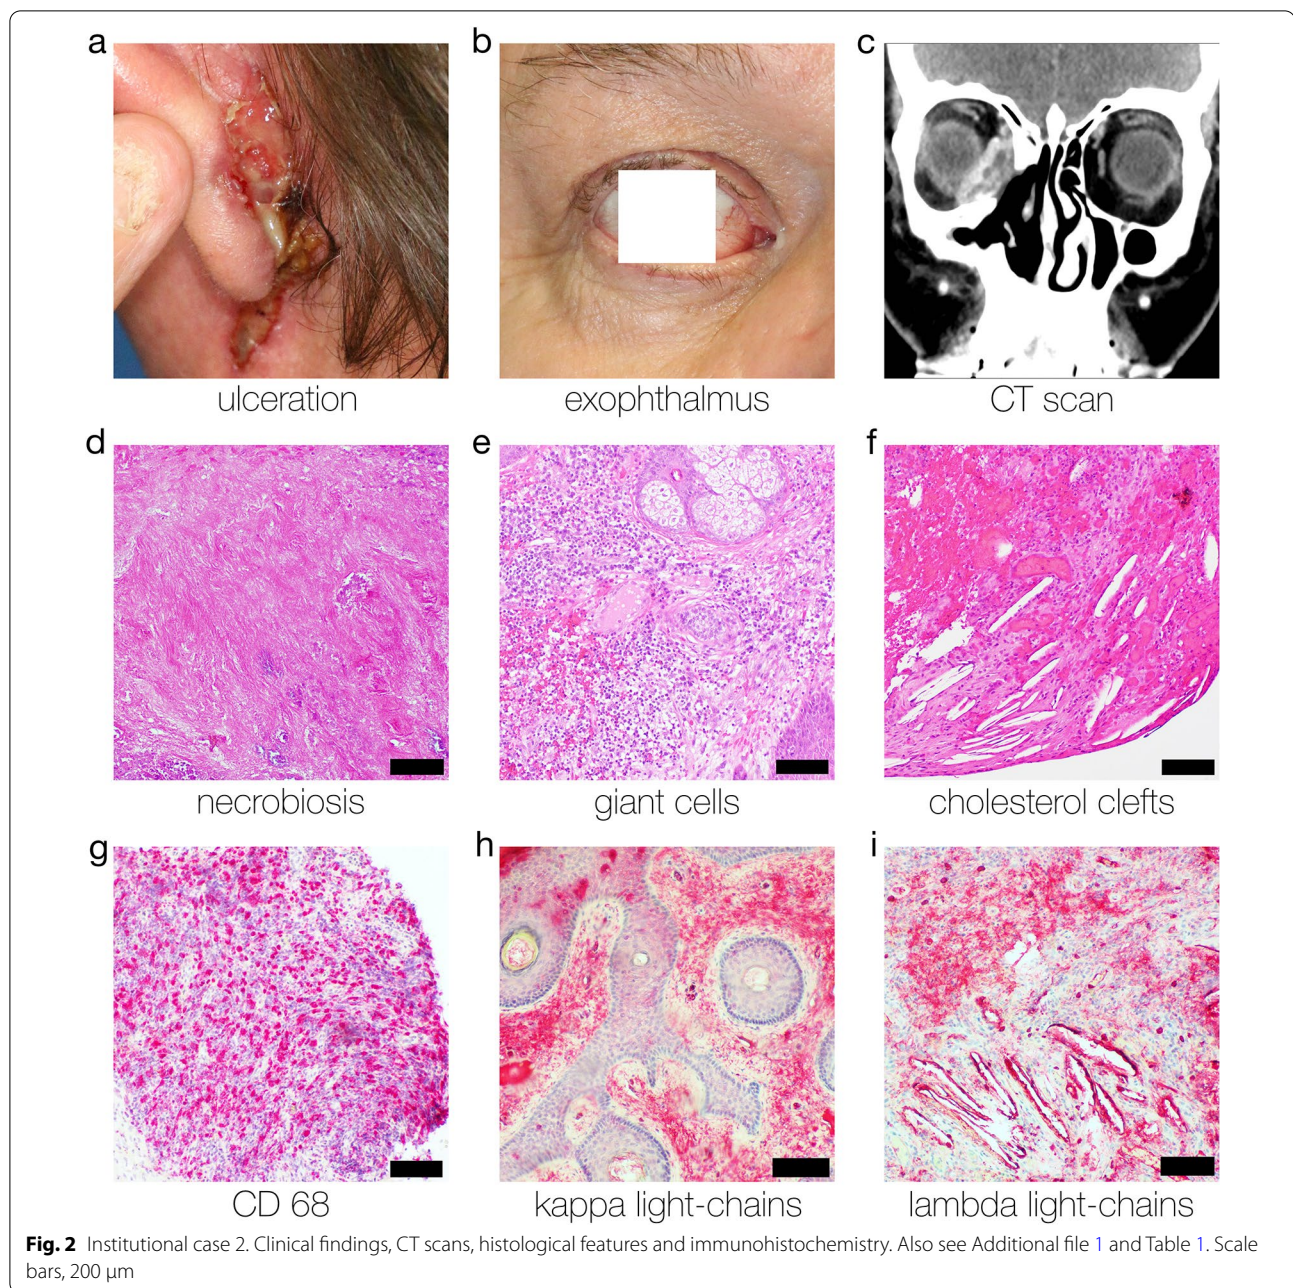 a b c
ulceration exophthalmus CT scan
d e f
necrobiosis giant cells cholesterol clefts
g h i
CD 68 kappa light-chains lambda light-chains
Fig. 2 Institutional case 2. Clinical findings, CT scans, histological features and immunohistochemistry. Also see Additional file 1 and Table 1. Scale
bars, 200 µm